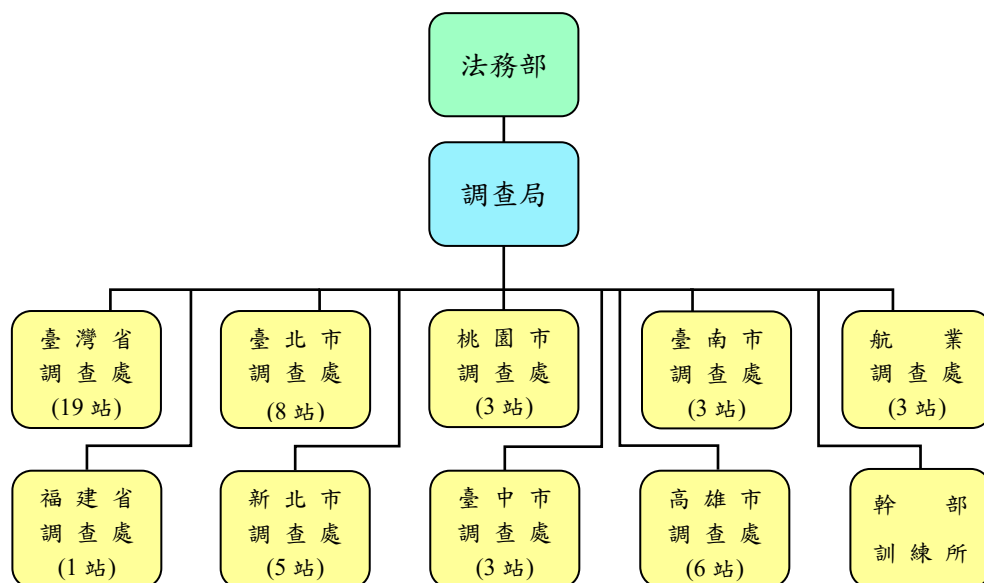 法務部
調查局
臺灣省
調查處
(19 站)
臺北市
調查處
(8 站)
桃園市
調查處
(3 站)
臺南市
調查處
(3 站)
航業
調查處
(3 站)
福建省
調查處
(1 站)
新北市
調查處
(5 站)
臺中市
調查處
(3 站)
高雄市
調查處
(6 站)
幹部
訓練所